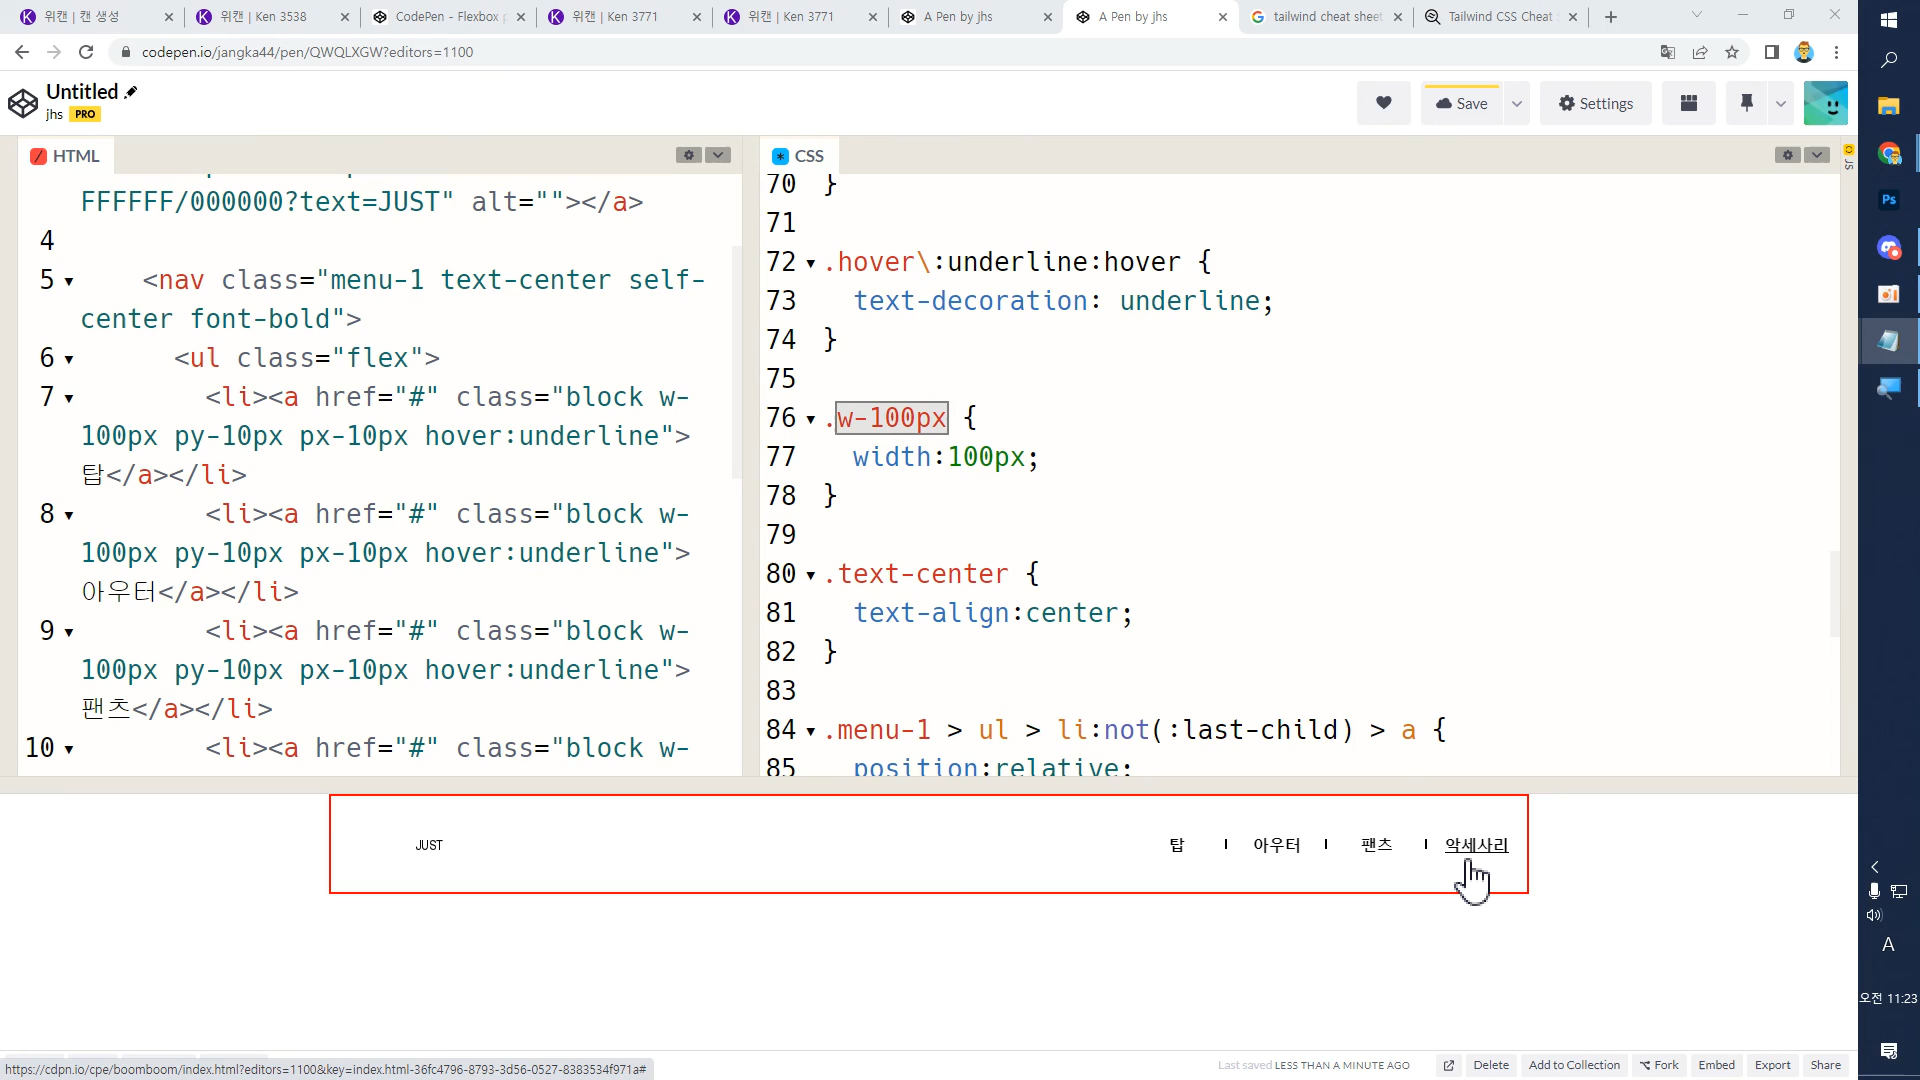 위캔 | 캔 생성
위캔 | Ken 3538
CodePen - Flexbox
위캔 | Ken 3771
위캔 | Ken 3771
A Pen by jhs
A Pen by jhs
tailwind cheat sheet
Tailwind CSS Cheat
codepen.io/jangka44/pen/QWQLXGW?editors=1100
Untitled
jhs PRO
Save
Settings
HTML
FFFFFF/000000?text=JUST" alt=""></a>
4
5 <nav class="menu-1 text-center self-
center font-bold">
6 <ul class="flex">
7 <li><a href="#" class="block w-
100px py-10px px-10px hover:underline">
탑</a></li>
8 <li><a href="#" class="block w-
100px py-10px px-10px hover:underline">
아우터</a></li>
9 <li><a href="#" class="block w-
100px py-10px px-10px hover:underline">
팬츠</a></li>
10 <li><a href="#" class="block w-
CSS
70 }
71
72 .hover\:underline:hover {
73 text-decoration: underline;
74 }
75
76 .w-100px {
77 width:100px;
78 }
79
80 .text-center {
81 text-align:center;
82 }
83
84 .menu-1 > ul > li:not(:last-child) > a {
85 position:relative;
JS
JUST
탑
아우터
팬츠
악세사리
https://cdpn.io/cpe/boomboom/index.html?editors=1100&key=index.html-36fc4796-8793-3d56-0527-8383534f971a#
Last saved LESS THAN A MINUTE AGO
Delete
Add to Collection
Fork
Embed
Export
Share
Ps
A
오전 11:23